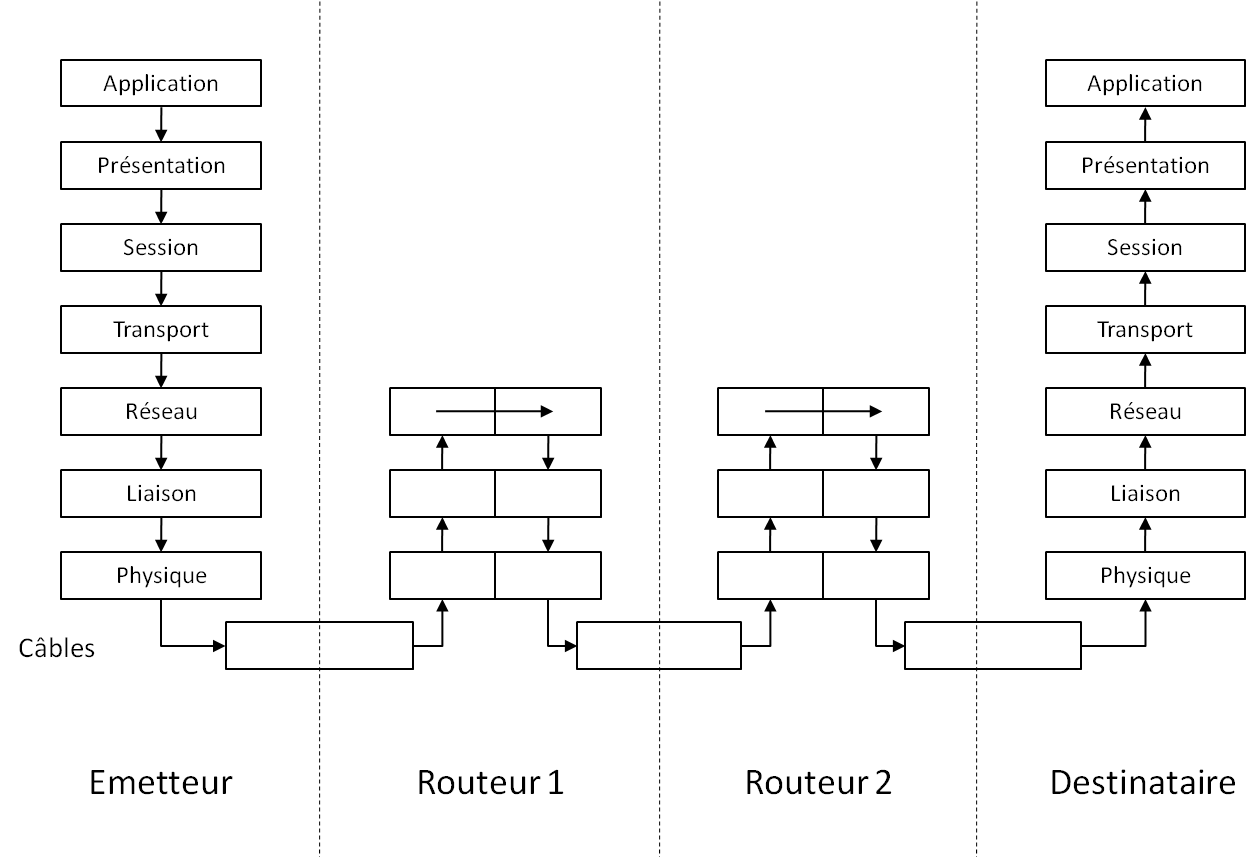 Application
Présentation
Session
Transport
Réseau
Liaison
Physique
Câbles
Application
Présentation
Session
Transport
Réseau
Liaison
Physique
Emetteur
Routeur 1
Routeur 2
Destinataire